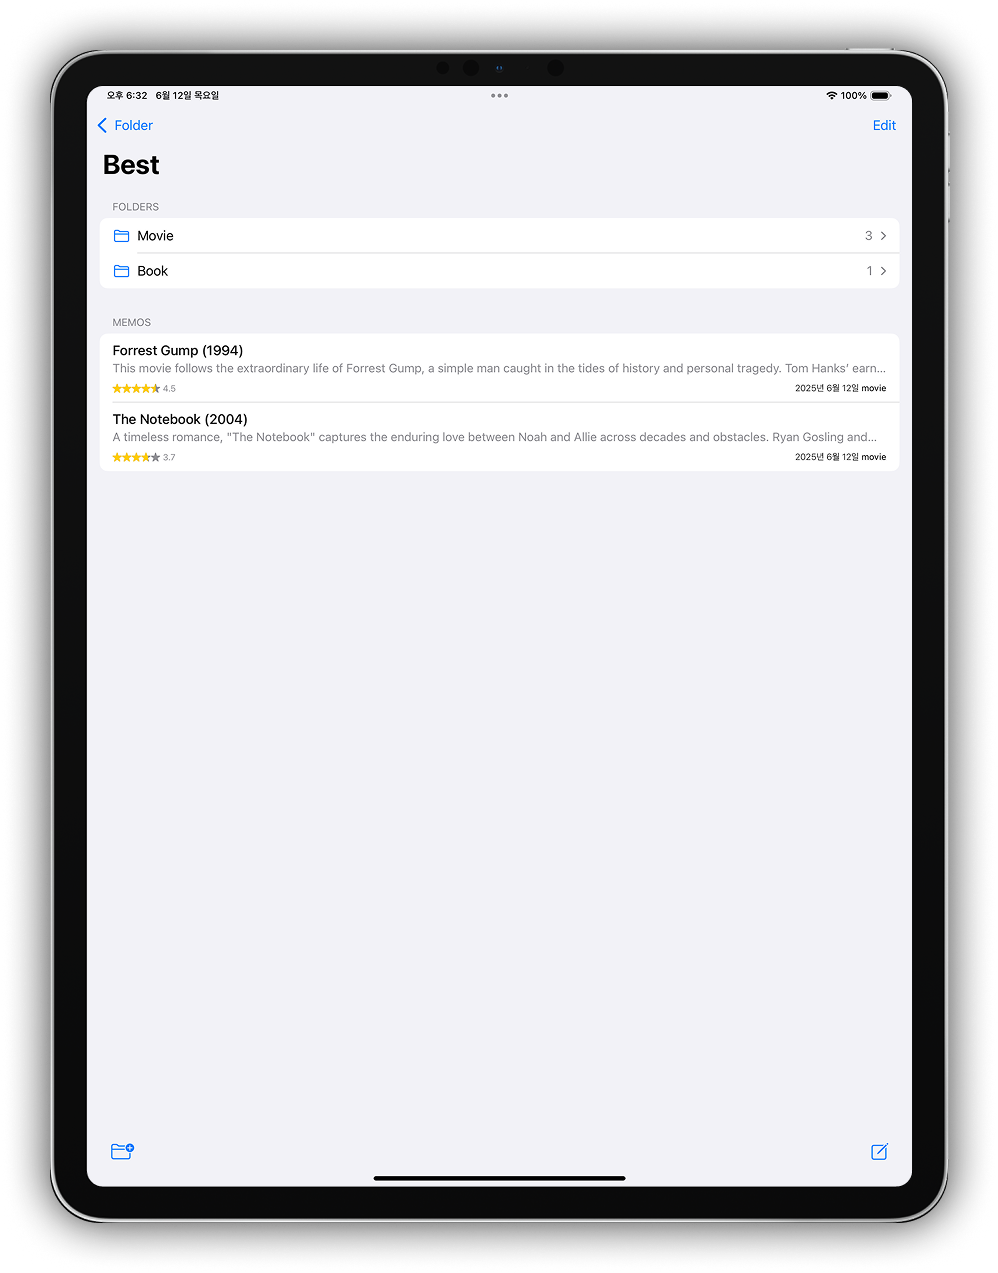 오후 6:32 6월 12일 목요일
100%
Folder
Edit
Best
FOLDERS
Movie 3
Book 1
MEMOS
Forrest Gump (1994)
This movie follows the extraordinary life of Forrest Gump, a simple man caught in the tides of history and personal tragedy. Tom Hanks’ earn...
4.5 2025년 6월 12일 movie
The Notebook (2004)
A timeless romance, "The Notebook" captures the enduring love between Noah and Allie across decades and obstacles. Ryan Gosling and...
3.7 2025년 6월 12일 movie